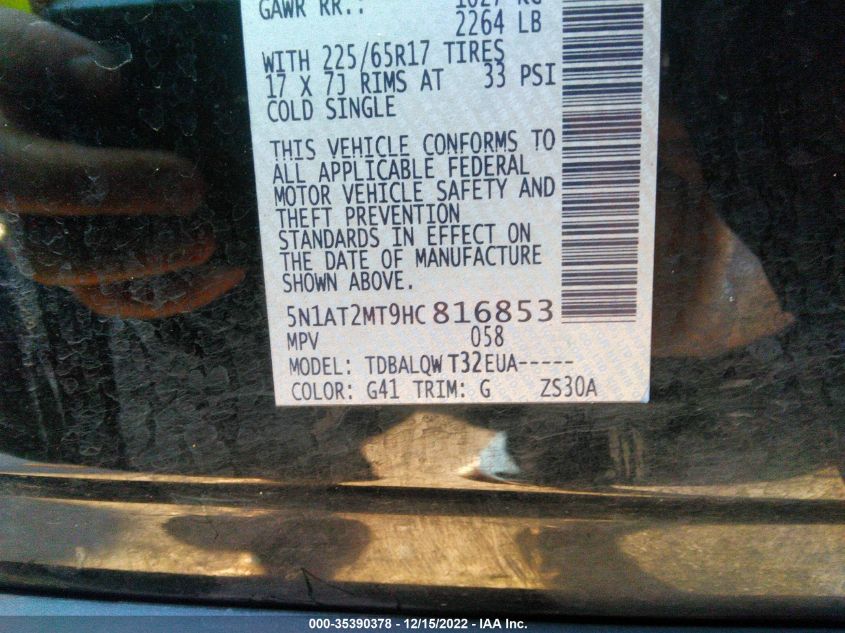 GAWR RR.: 1027 KG
2264 LB
WITH 225/65R17 TIRES
17 X 7J RIMS AT 33 PSI
COLD SINGLE
THIS VEHICLE CONFORMS TO
ALL APPLICABLE FEDERAL
MOTOR VEHICLE SAFETY AND
THEFT PREVENTION
STANDARDS IN EFFECT ON
THE DATE OF MANUFACTURE
SHOWN ABOVE.
5N1AT2MT9HC816853
MPV 058
MODEL: TDBALQW T32EUA-----
COLOR: G41 TRIM: G ZS30A
000-35390378 - 12/15/2022 - IAA Inc.